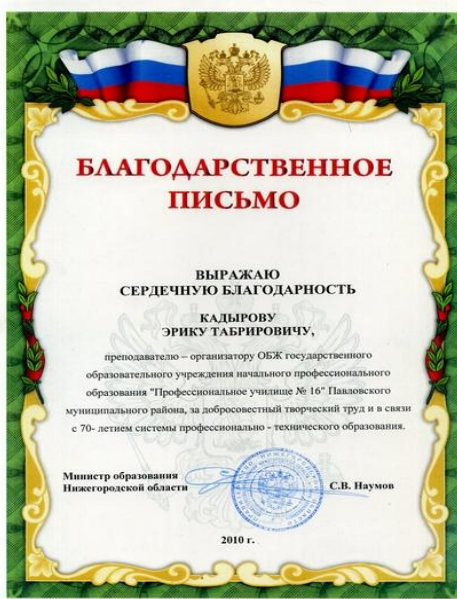 БЛАГОДАРСТВЕННОЕ
ПИСЬМО
ВЫРАЖАЮ
СЕРДЕЧНУЮ БЛАГОДАРНОСТЬ
КАДЫРОВУ
ЭРИКУ ТАБРИРОВИЧУ,
преподавателю – организатору ОБЖ государственного
образовательного учреждения начального профессионального
образования "Профессиональное училище № 16" Павловского
муниципального района, за добросовестный творческий труд и в связи
с 70- летием системы профессионально - технического образования.
Министр образования
Нижегородской области
С.В. Наумов
2010 г.